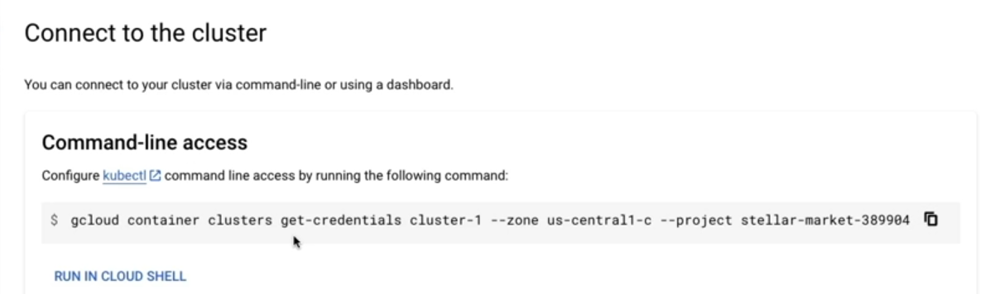 Connect to the cluster
You can connect to your cluster via command-line or using a dashboard.
Command-line access
Configure kubectl command line access by running the following command:
$ gcloud container clusters get-credentials cluster-1 --zone us-central1-c --project stellar-market-389904
RUN IN CLOUD SHELL